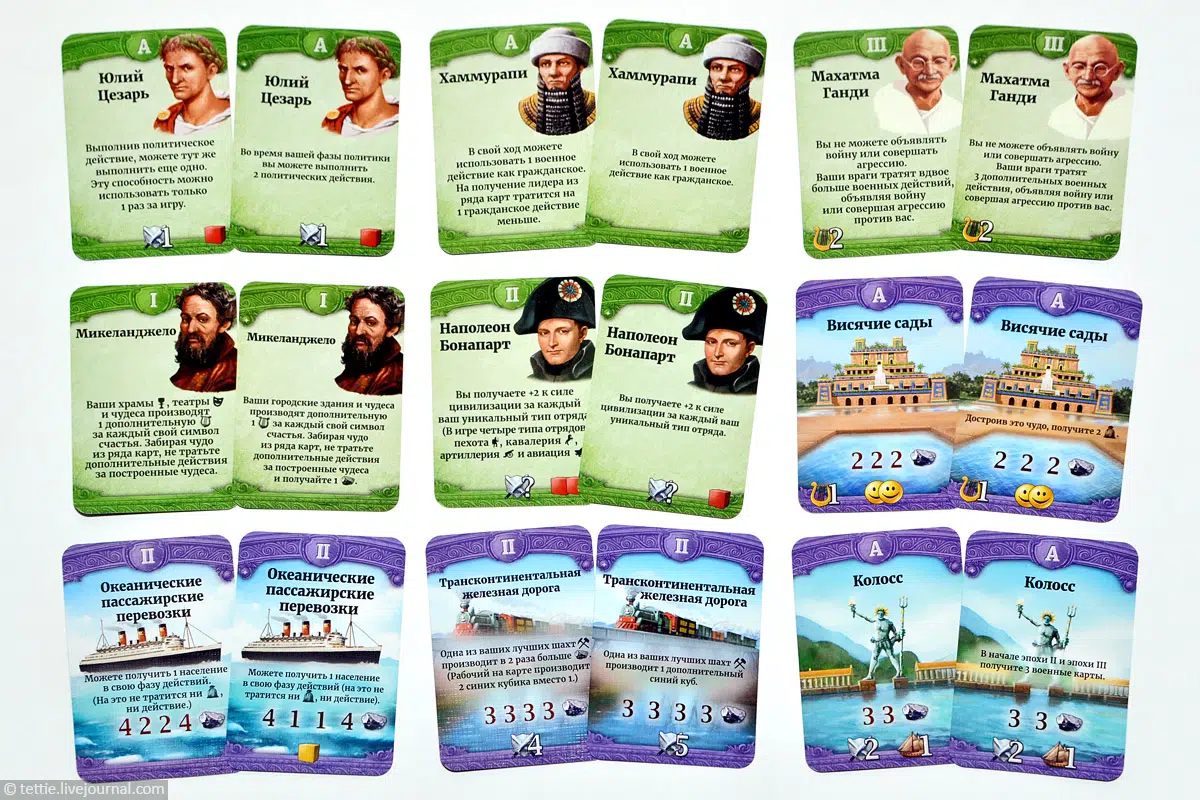 A
Юлий
Цезарь
Выполнив политическое
действие, можете тут же
выполнить еще одно.
Эту способность можно
использовать только
1 раз за игру.
1
A
Юлий
Цезарь
Во время вашей фазы политики
вы можете выполнить
2 политических действия.
1
A
Хаммурапи
В свой ход можете
использовать 1 военное
действие как гражданское.
На получение лидера из
ряда карт тратится на
1 гражданское действие
меньше.
A
Хаммурапи
В свой ход можете
использовать 1 военное
действие как гражданское.
III
Махатма
Ганди
Вы не можете объявлять
войну или совершать
агрессию.
Ваши враги тратят вдвое
больше военных действий,
объявляя войну
или совершая агрессию
против вас.
2
III
Махатма
Ганди
Вы не можете объявлять войну
или совершать агрессию.
Ваши враги тратят
3 дополнительных военных
действия, объявляя войну или
совершая агрессию против вас.
2
I
Микеланджело
Ваши храмы , театры
и чудеса производят
1 дополнительную
за каждый свой символ
счастья. Забирая чудо
из ряда карт, не тратьте
дополнительные действия
за построенные чудеса.
I
Микеланджело
Ваши городские здания и чудеса
производят дополнительную
1 за каждый свой символ
счастья. Забирая чудо
из ряда карт, не тратьте
дополнительные действия
за построенные чудеса
и получайте 1 .
II
Наполеон
Бонапарт
Вы получаете +2 к силе
цивилизации за каждый
ваш уникальный тип отряда.
(В игре четыре типа отрядов:
пехота , кавалерия ,
артиллерия и авиация
?
II
Наполеон
Бонапарт
Вы получаете +2 к силе
цивилизации за каждый ваш
уникальный тип отряда.
?
A
Висячие сады
2 2 2
1
A
Висячие сады
Достроив это чудо, получите 2 .
2 2 2
1
II
Океанические
пассажирские
перевозки
Можете получить 1 население
в свою фазу действий.
(На это не тратится ни ,
ни действие.)
4 2 2 4
II
Океанические
пассажирские
перевозки
Можете получить 1 население
в свою фазу действий (на это не
тратится ни , ни действие).
4 1 1 4
II
Трансконтинентальная
железная дорога
Одна из ваших лучших шахт
производит в 2 раза больше .
(Рабочий на карте производит
2 синих кубика вместо 1.)
3 3 3 3
4
II
Трансконтинентальная
железная дорога
Одна из ваших лучших шахт
производит 1 дополнительный
синий куб.
3 3 3 3
5
A
Колосс
3 3
2 1
A
Колосс
В начале эпохи II и эпохи III
получите 3 военные карты.
3 3
2 1
© tettie.livejournal.com